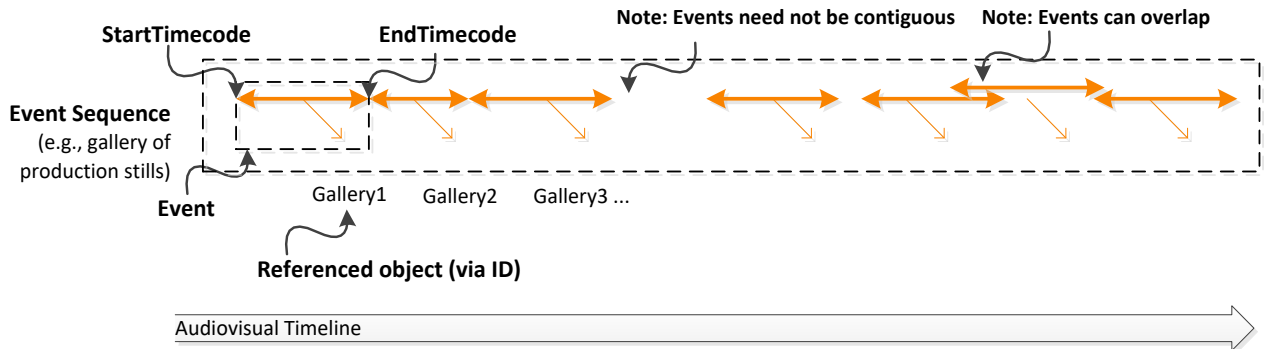 Note: Events need not be contiguous
Note: Events can overlap
StartTimecode
EndTimecode
Event Sequence
(e.g., gallery of
production stills)
Event
Gallery1
Gallery2
Gallery3 ...
Referenced object (via ID)
Audiovisual Timeline